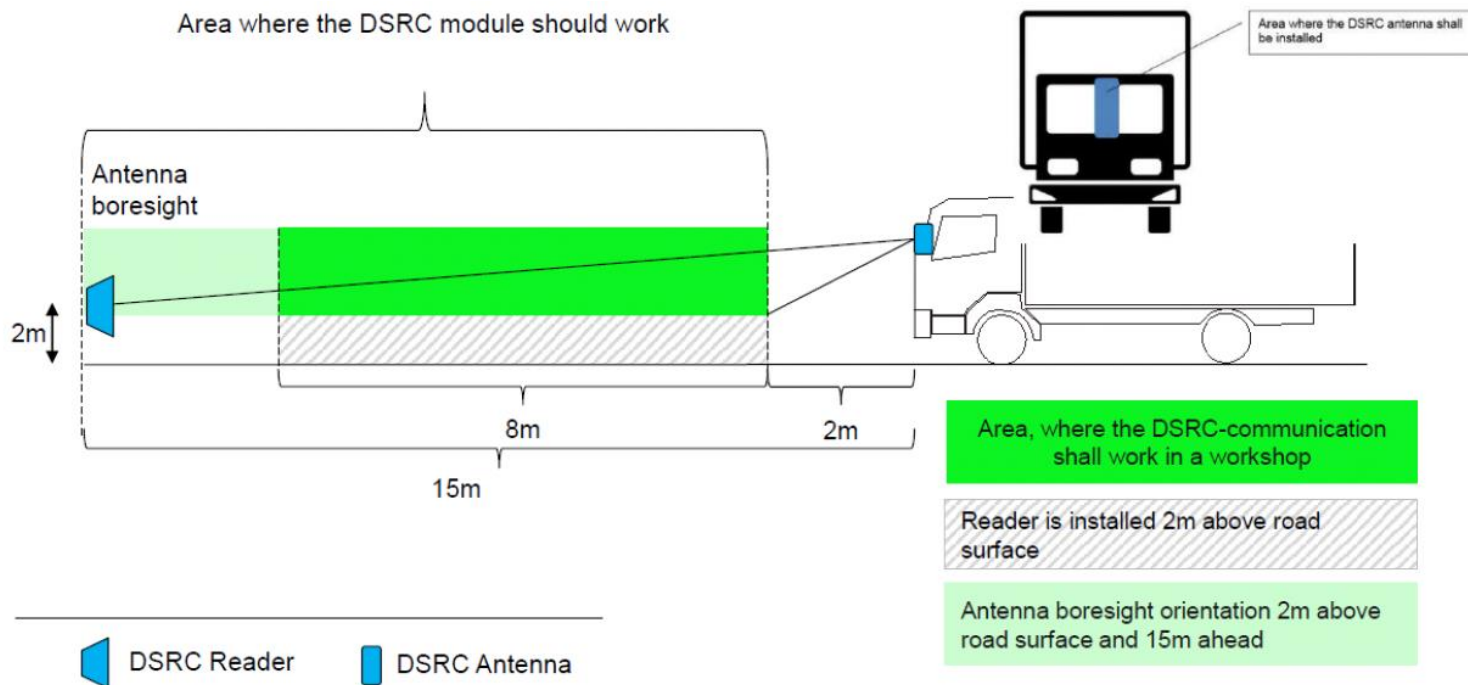 Area where the DSRC module should work
Area where the DSRC antenna shall
be installed
Antenna
boresight
2m
8m
2m
15m
Area, where the DSRC-communication
shall work in a workshop
Reader is installed 2m above road
surface
Antenna boresight orientation 2m above
road surface and 15m ahead
DSRC Reader
DSRC Antenna